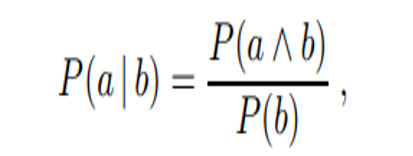 P(a | b) = P(a ∧ b) / P(b) ,